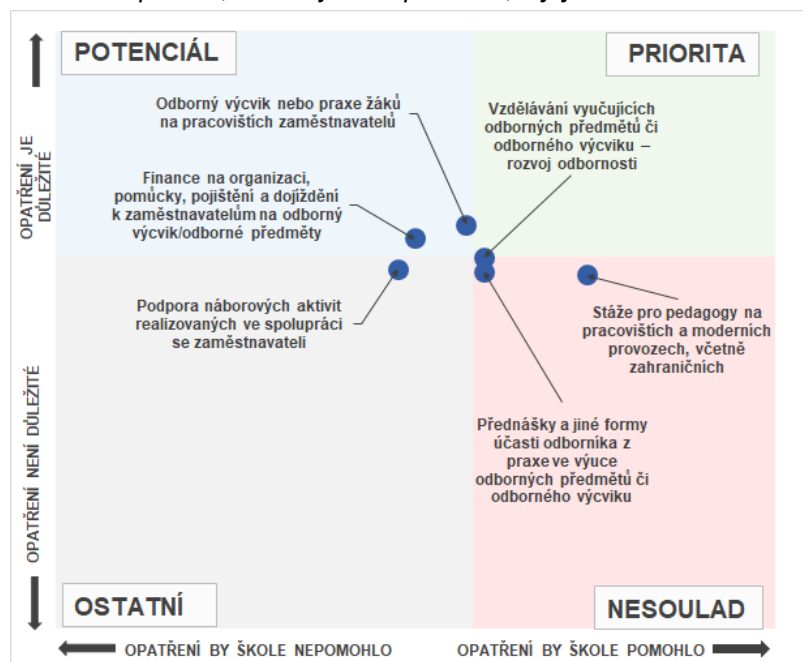 POTENCIÁL
PRIORITA
Odborný výcvik nebo praxe žáků
na pracovištích zaměstnavatelů
Vzdělávání vyučujících
odborných předmětů či
odborného výcviku –
rozvoj odbornosti
Finance na organizaci,
pomůcky, pojištění a dojíždění
k zaměstnavatelům na odborný
výcvik/odborné předměty
OPATŘENÍ JE
DŮLEŽITÉ
Podpora náborových aktivit
realizovaných ve spolupráci
se zaměstnavateli
Stáže pro pedagogy na
pracovištích a moderních
provozech, včetně
zahraničních
Přednášky a jiné formy
účasti odborníka z
praxe ve výuce
odborných předmětů či
odborného výcviku
OPATŘENÍ NENÍ DŮLEŽITÉ
OSTATNÍ
NESOULAD
OPATŘENÍ BY ŠKOLE NEPOMOHLO
OPATŘENÍ BY ŠKOLE POMOHLO